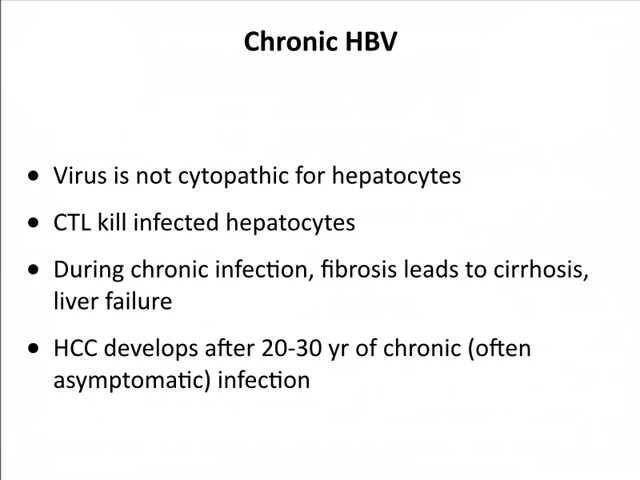 Chronic HBV
● Virus is not cytopathic for hepatocytes
● CTL kill infected hepatocytes
● During chronic infection, fibrosis leads to cirrhosis,
liver failure
● HCC develops after 20-30 yr of chronic (often
asymptomatic) infection